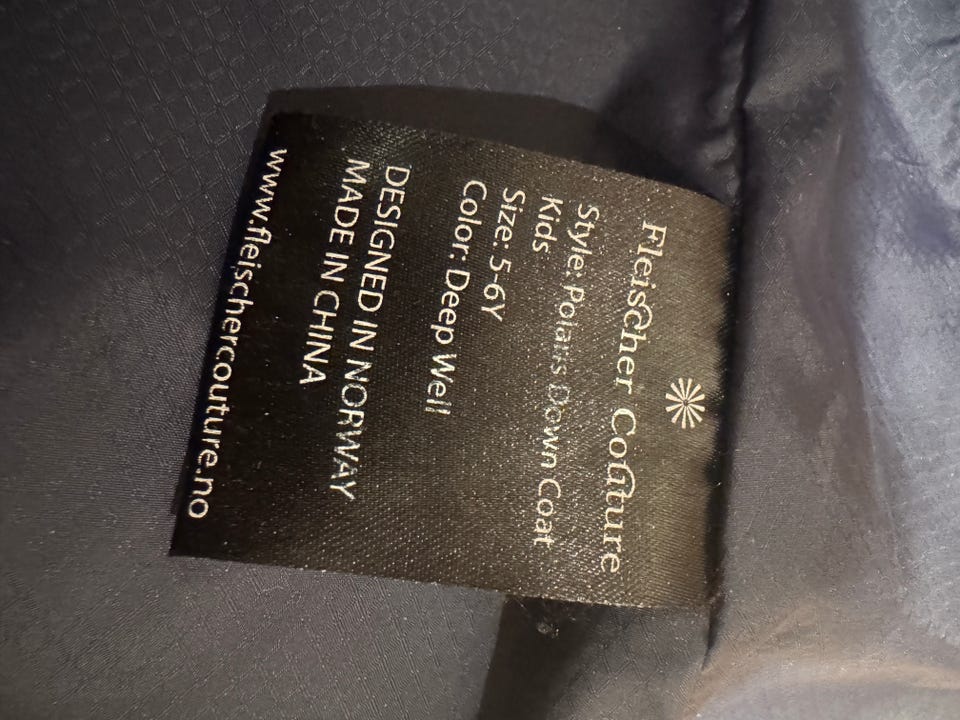 Fleischer Couture
Style: Polaris Down Coat
Kids
Size: 5-6Y
Color: Deep Well
DESIGNED IN NORWAY
MADE IN CHINA
www.fleischercouture.no